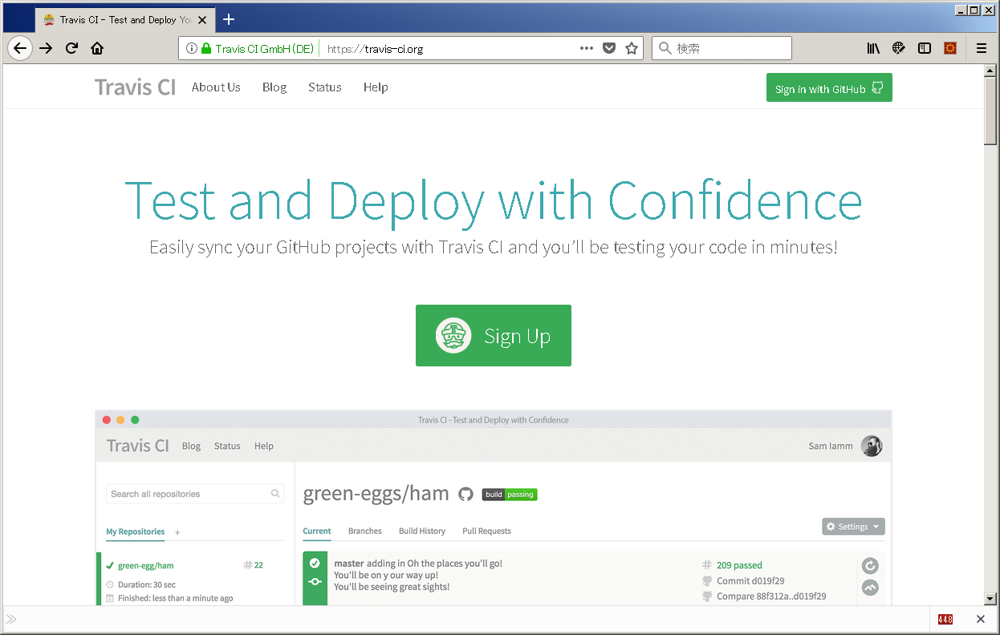 Travis CI - Test and Deploy Yo
Travis CI GmbH (DE)
https://travis-ci.org
検索
Travis CI
About Us
Blog
Status
Help
Sign in with GitHub
Test and Deploy with Confidence
Easily sync your GitHub projects with Travis CI and you’ll be testing your code in minutes!
Sign Up
Travis CI - Test and Deploy with Confidence
Travis CI
Blog
Status
Help
Sam Iamm
Search all repositories
My Repositories +
green-egg/ham
# 22
Duration: 30 sec
Finished: less than a minute ago
green-eggs/ham
build passing
Current
Branches
Build History
Pull Requests
Settings
master adding in Oh the places you'll go!
You'll be on y our way up!
You'll be seeing great sights!
# 209 passed
Commit d019f29
Compare 88f312a..d019f29
448